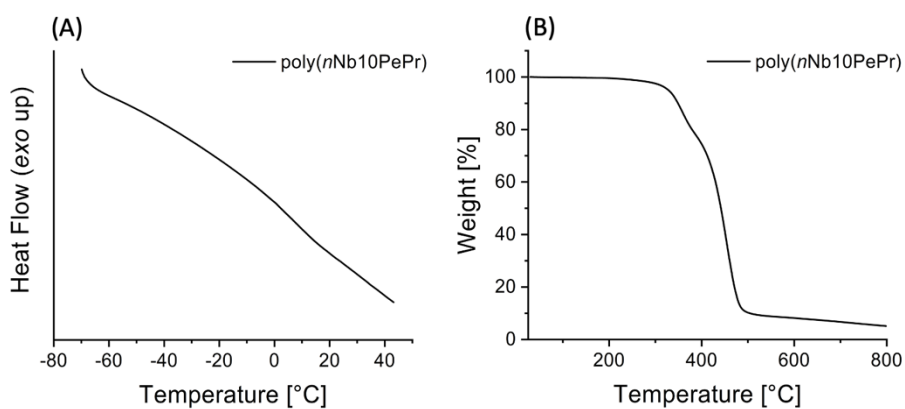 (A)
poly(nNb10PePr)
Heat Flow (exo up)
-80 -60 -40 -20 0 20 40
Temperature [°C]
(B)
poly(nNb10PePr)
Weight [%]
100
80
60
40
20
0
200 400 600 800
Temperature [°C]